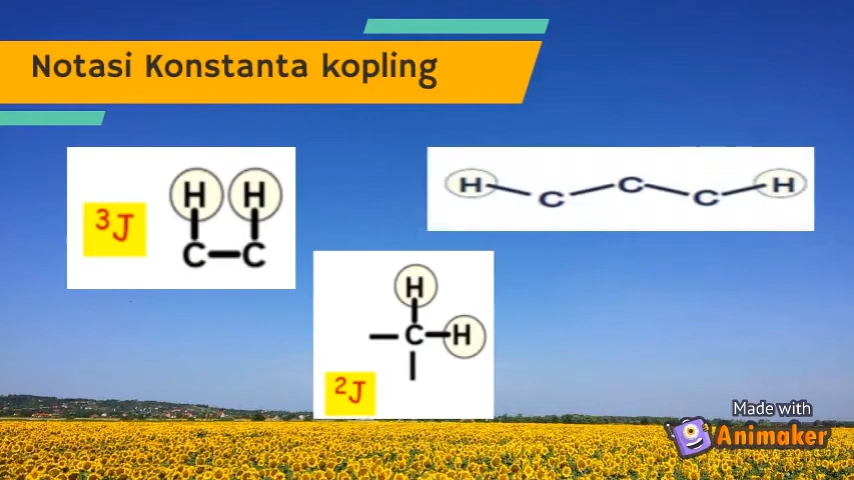 Notasi Konstanta kopling
³J
H H
C C
H C C C H
H
C H
²J
Made with
Animaker